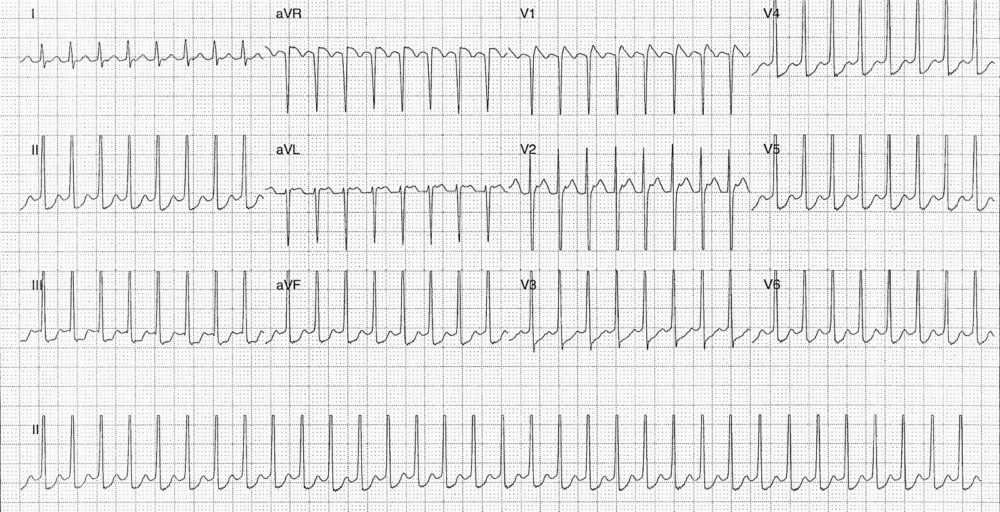 I aVR V1 V4
II aVL V2 V5
III aVF V3 V6
II